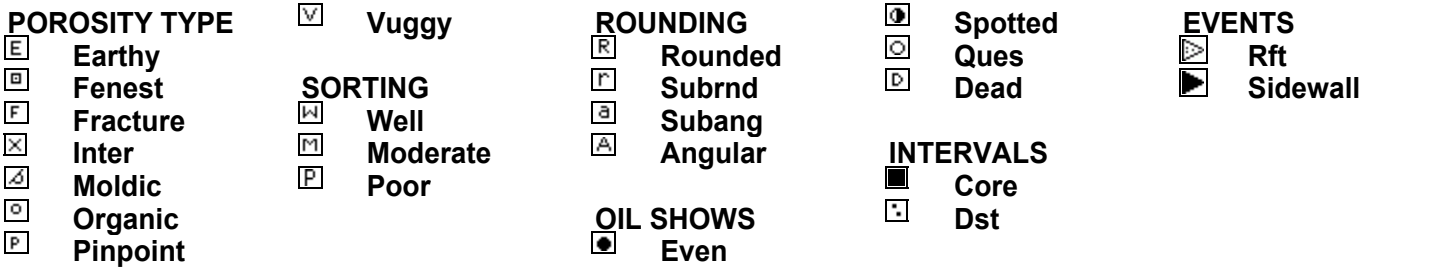 POROSITY TYPE
E Earthy
Fenest
F Fracture
Inter
Moldic
Organic
P Pinpoint
V Vuggy
SORTING
W Well
M Moderate
P Poor
ROUNDING
R Rounded
r Subrnd
a Subang
A Angular
OIL SHOWS
Even
Spotted
Ques
D Dead
INTERVALS
Core
Dst
EVENTS
Rft
Sidewall